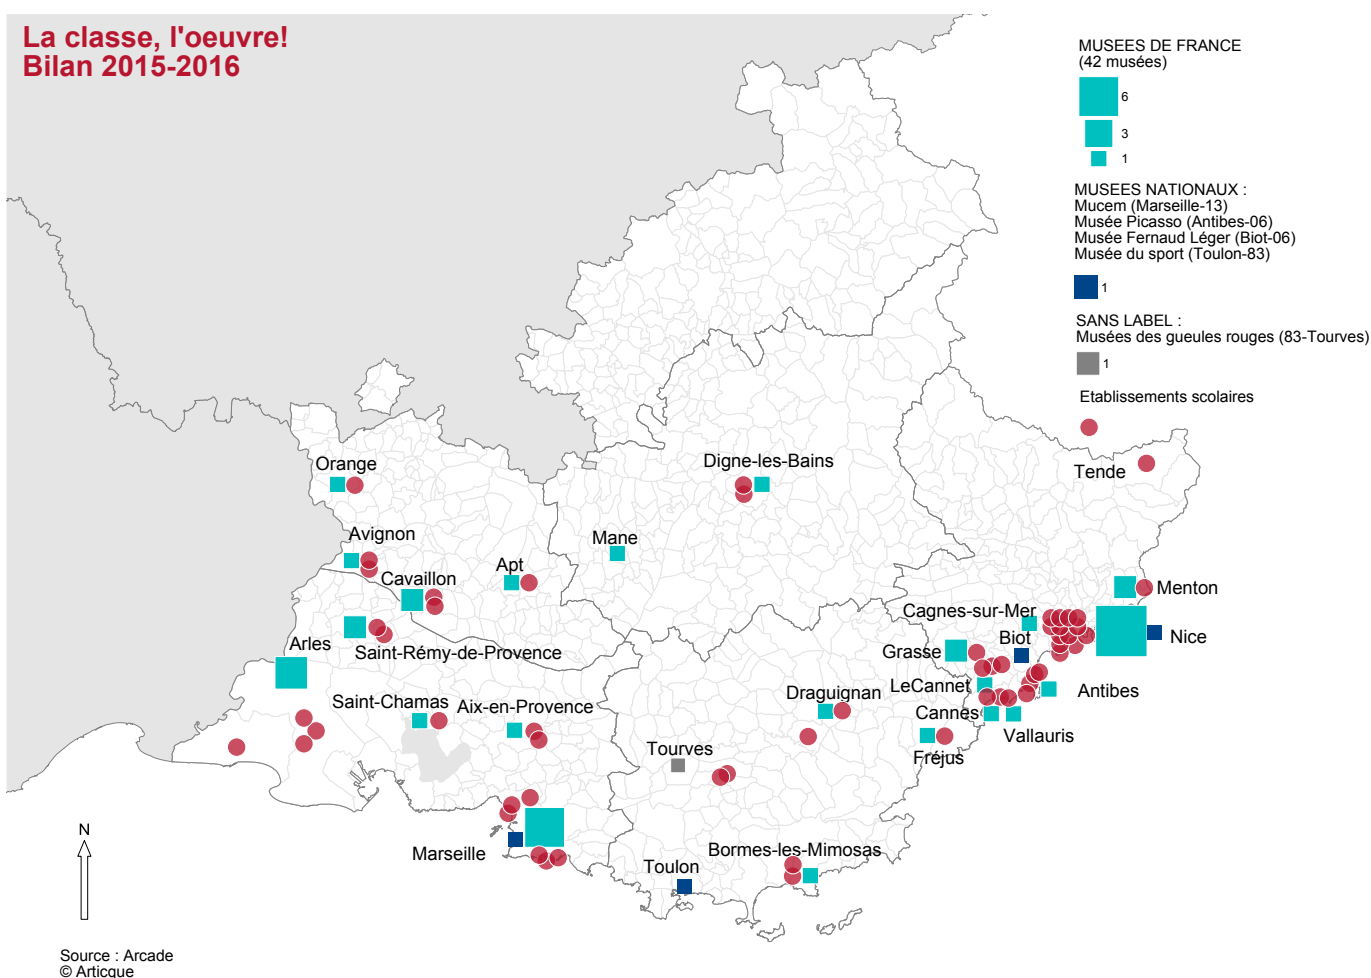 La classe, l'oeuvre!
Bilan 2015-2016
MUSEES DE FRANCE
(42 musées)
6
3
1
MUSEES NATIONAUX :
Mucem (Marseille-13)
Musée Picasso (Antibes-06)
Musée Fernaud Léger (Biot-06)
Musée du sport (Toulon-83)
1
SANS LABEL :
Musées des gueules rouges (83-Tourves)
1
Etablissements scolaires
Tende
Orange
Digne-les-Bains
Avignon
Mane
Apt
Cavaillon
Menton
Cagnes-sur-Mer
Biot
Nice
Grasse
Arles
Saint-Rémy-de-Provence
LeCannet
Antibes
Draguignan
Saint-Chamas
Aix-en-Provence
Cannes
Vallauris
Tourves
Fréjus
N
Marseille
Bormes-les-Mimosas
Toulon
Source : Arcade
© Articque